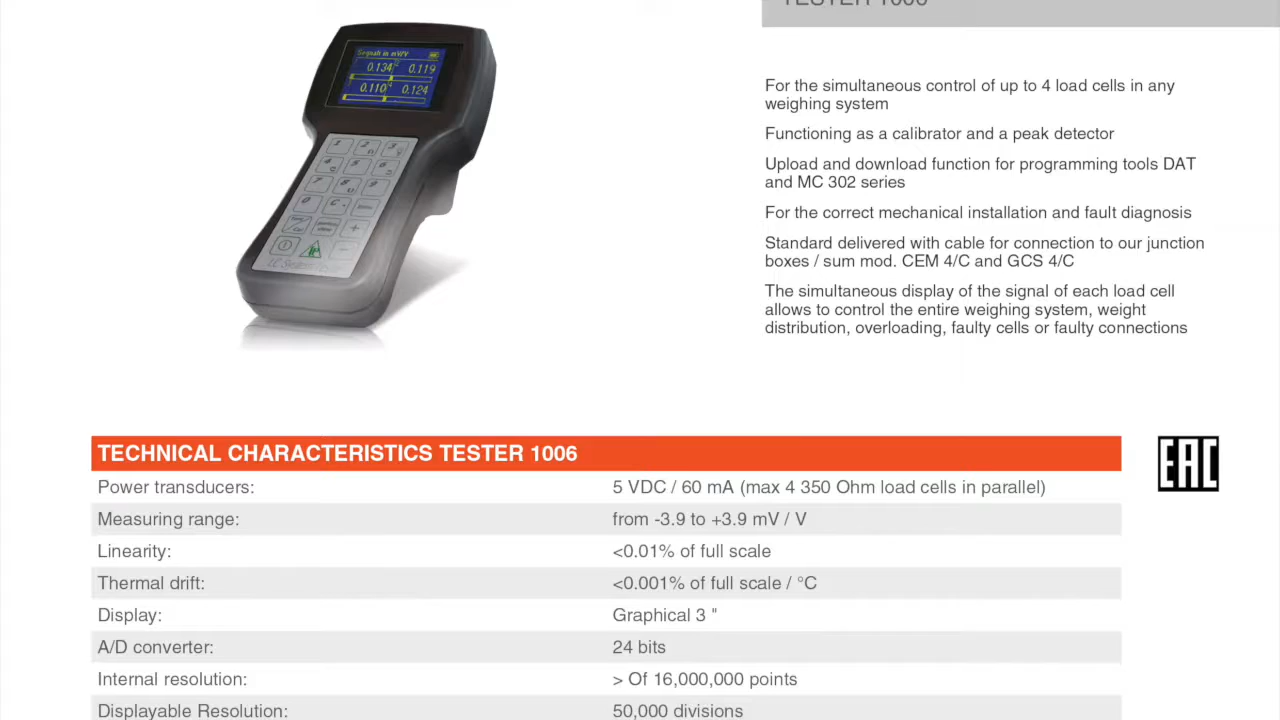 TESTER 1006
Signals in mV/V
0.134 0.119
0.110 0.124
For the simultaneous control of up to 4 load cells in any
weighing system
Functioning as a calibrator and a peak detector
Upload and download function for programming tools DAT
and MC 302 series
For the correct mechanical installation and fault diagnosis
Standard delivered with cable for connection to our junction
boxes / sum mod. CEM 4/C and GCS 4/C
The simultaneous display of the signal of each load cell
allows to control the entire weighing system, weight
distribution, overloading, faulty cells or faulty connections
TECHNICAL CHARACTERISTICS TESTER 1006
EAC
Power transducers: 5 VDC / 60 mA (max 4 350 Ohm load cells in parallel)
Measuring range: from -3.9 to +3.9 mV / V
Linearity: <0.01% of full scale
Thermal drift: <0.001% of full scale / °C
Display: Graphical 3 "
A/D converter: 24 bits
Internal resolution: > Of 16,000,000 points
Displayable Resolution: 50,000 divisions